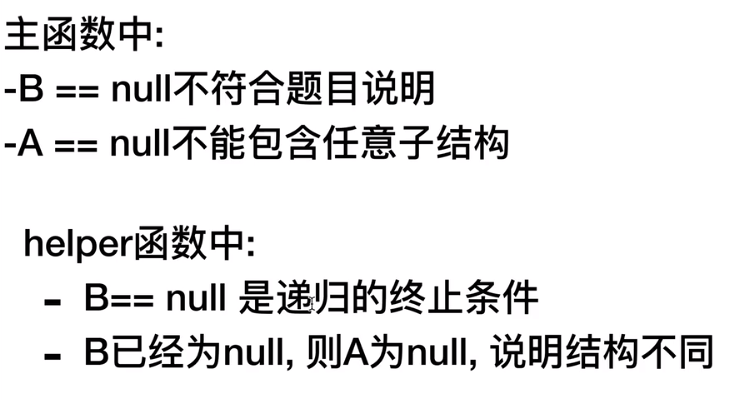 主函数中:
-B == null不符合题目说明
-A == null不能包含任意子结构
helper函数中:
- B== null 是递归的终止条件
- B已经为null, 则A为null, 说明结构不同